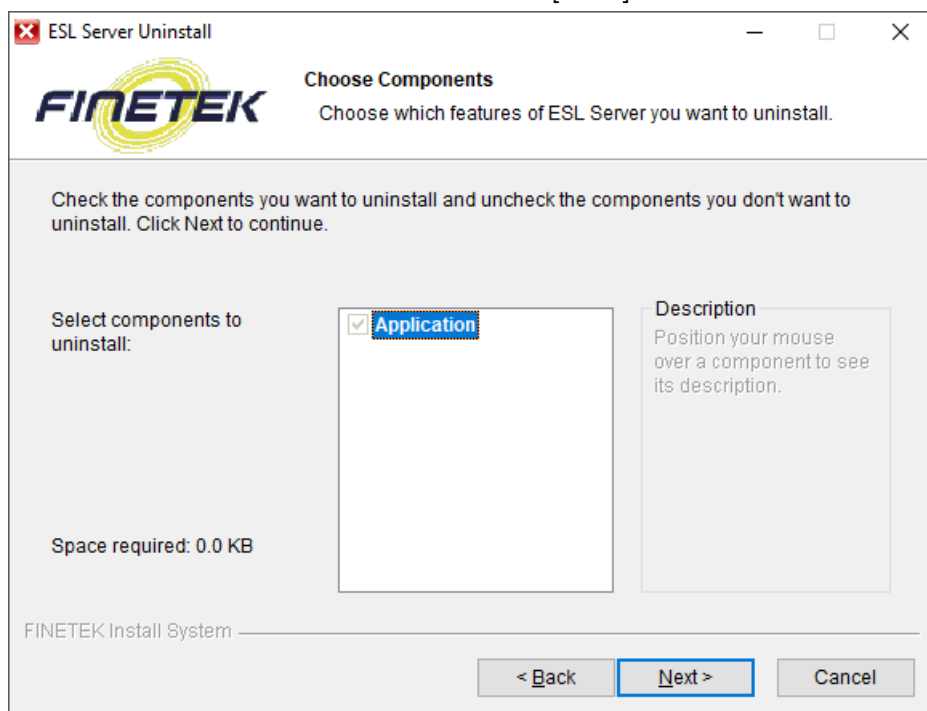 ESL Server Uninstall
FINETEK
Choose Components
Choose which features of ESL Server you want to uninstall.
Check the components you want to uninstall and uncheck the components you don't want to
uninstall. Click Next to continue.
Select components to
uninstall:
Application
Description
Position your mouse
over a component to see
its description.
Space required: 0.0 KB
FINETEK Install System
< Back
Next >
Cancel